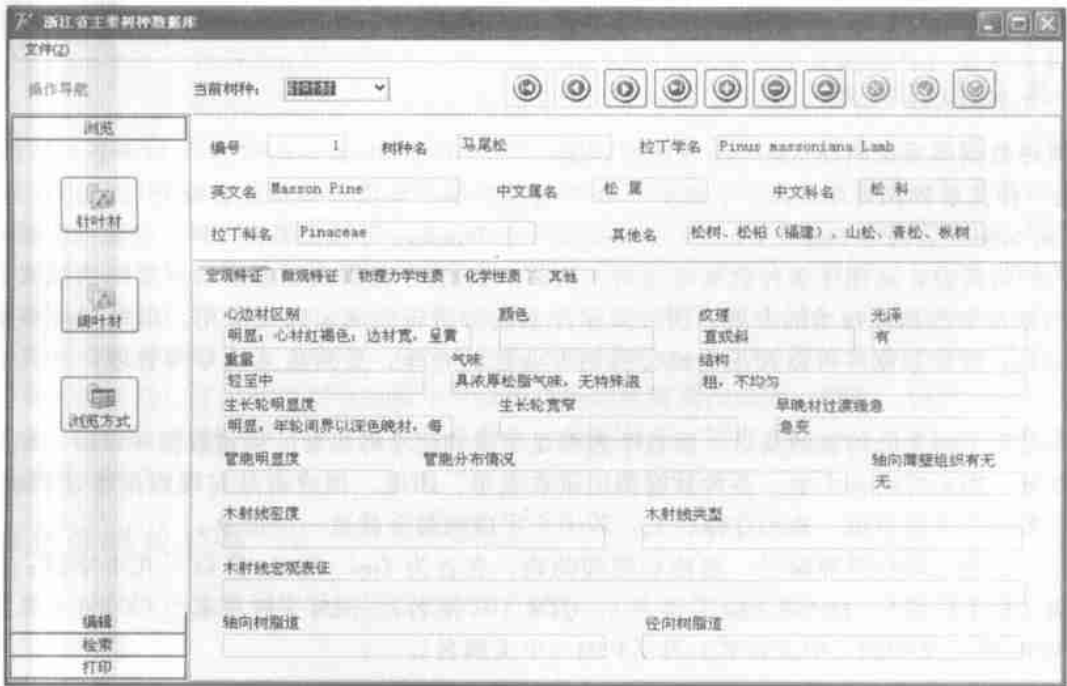 浙江省主要树种数据库
文件(Z)
操作导航 当前树种: 针叶树材
浏览
针叶材
阔叶材
浏览方式
编辑
检索
打印
编号 1 树种名 马尾松 拉丁学名 Pinus massoniana Lamb
英文名 Masson Pine 中文属名 松 属 中文科名 松 科
拉丁科名 Pinaceae 其他名 松树、松柏(福建)、山松、青松、枞树
宏观特征 微观特征 物理力学性质 化学性质 其他
心边材区别 颜色 纹理 光泽
明显,心材红褐色,边材宽,呈黄 直或斜 有
重量 气味 结构
轻至中 具浓厚松脂气味,无特殊滋 粗,不均匀
生长轮明显度 生长轮宽窄 早晚材过渡缓急
明显,年轮间界以深色晚材,每 急变
管胞明显度 管胞分布情况 轴向薄壁组织有无
无
木射线密度 木射线类型
木射线宏观表征
轴向树脂道 径向树脂道